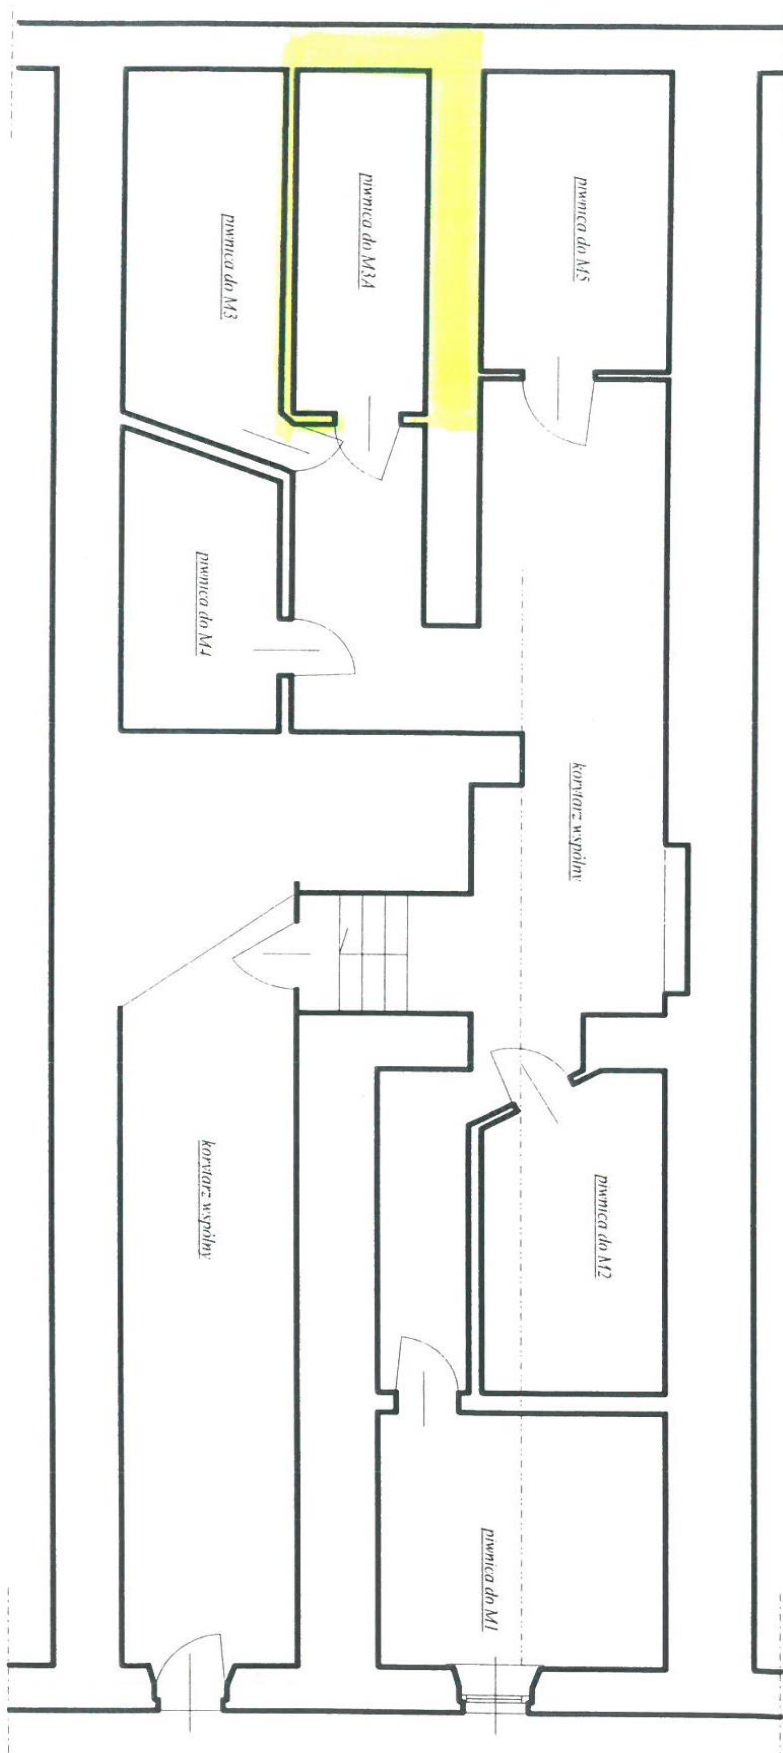 piwnica do M5
piwnica do M3A
piwnica do M3
piwnica do M4
korytarz wspólny
korytarz wspólny
piwnica do M2
piwnica do M1